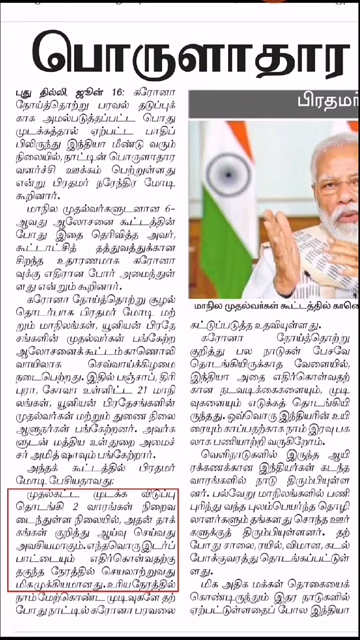 பொருளாதார
பிரதமர்
புது தில்லி, ஜூன் 16: கரோனா
நோய்த்தொற்று பரவல் தடுப்புக்
காக அமல்படுத்தப்பட்ட பொது
முடக்கத்தால் ஏற்பட்ட பாதிப்
பிலிருந்து இந்தியா மீண்டு வரும்
நிலையில், நாட்டின் பொருளாதார
வளர்ச்சி ஊக்கம் பெற்றுள்ளது
என்று பிரதமர் நரேந்திர மோடி
கூறினார்.
மாநில முதல்வர்களுடனான 6-
ஆவது ஆலோசனை கூட்டத்தின்
போது இதை தெரிவித்த அவர்,
கூட்டாட்சித் தத்துவத்துக்கான
சிறந்த உதாரணமாக கரோனா
வுக்கு எதிரான போர் அமைந்துள்
ளது என்றும் கூறினார்.
கரோனா நோய்த்தொற்று சூழல்
தொடர்பாக பிரதமர் மோடி மற்
றும் மாநிலங்கள், யூனியன் பிரதே
சங்களின் முதல்வர்கள் பங்கேற்ற
ஆலோசனைக் கூட்டம் காணொலி
வாயிலாக செவ்வாய்க்கிழமை
நடைபெற்றது. இதில் பஞ்சாப், திரி
புரா, கோவா உள்ளிட்ட 21 மாநி
லங்கள், யூனியன் பிரதேசங்களின்
முதல்வர்கள் மற்றும் துணை நிலை
ஆளுநர்கள் பங்கேற்றனர். அவர்க
ளுடன் மத்திய உள்துறை அமைச்
சர் அமித் ஷாவும் பங்கேற்றார்.
அந்தக் கூட்டத்தில் பிரதமர்
மோடி பேசியதாவது:
முதல்கட்ட முடக்க விடுப்பு
தொடங்கி 2 வாரங்கள் நிறைவ
டைந்துள்ள நிலையில், அதன் தாக்
கங்கள் குறித்து ஆய்வு செய்வது
அவசியமாகும். எந்தவொரு இடர்ப்
பாட்டையும் எதிர்கொள்வதற்கு
தகுந்த நேரத்தில் செயலாற்றுவது
மிக முக்கியமானது. உரிய நேரத்தில்
நாம் மேற்கொண்ட முடிவுகளே தற்
போது நாட்டில் கரோனா பரவலை
மாநில முதல்வர்கள் கூட்டத்தில் காணொ
கட்டுப்படுத்த உதவியுள்ளது.
கரோனா நோய்த்தொற்று
குறித்து பல நாடுகள் பேசவே
தொடங்கியிருக்காத வேளையில்,
இந்தியா அதை எதிர்கொள்வதற்
கான நடவடிக்கைகளையும், முடி
வுகளையும் எடுக்கத் தொடங்கியி
ருந்தது. ஒவ்வொரு இந்தியரின் உயி
ரையும் காப்பதற்காக நாம் இரவு பக
லாக பணியாற்றி வருகிறோம்.
வெளிநாடுகளில் இருந்த ஆயி
ரக்கணக்கான இந்தியர்கள் கடந்த
வாரங்களில் நாடு திரும்பியுள்ள
னர். பல்வேறு மாநிலங்களில் பணி
புரிந்து வந்த புலம்பெயர்ந்த தொழி
லாளர்களும் தங்களது சொந்த ஊர்
களுக்குத் திரும்பியுள்ளனர். தற்
போது சாலை, ரயில், விமான, கடல்
போக்குவரத்து தொடங்கப்பட்டுள்
ளது.
மிக அதிக மக்கள் தொகையைக்
கொண்டிருந்தும் இதர நாடுகளில்
ஏற்பட்டுள்ளதைப் போல இந்தியா